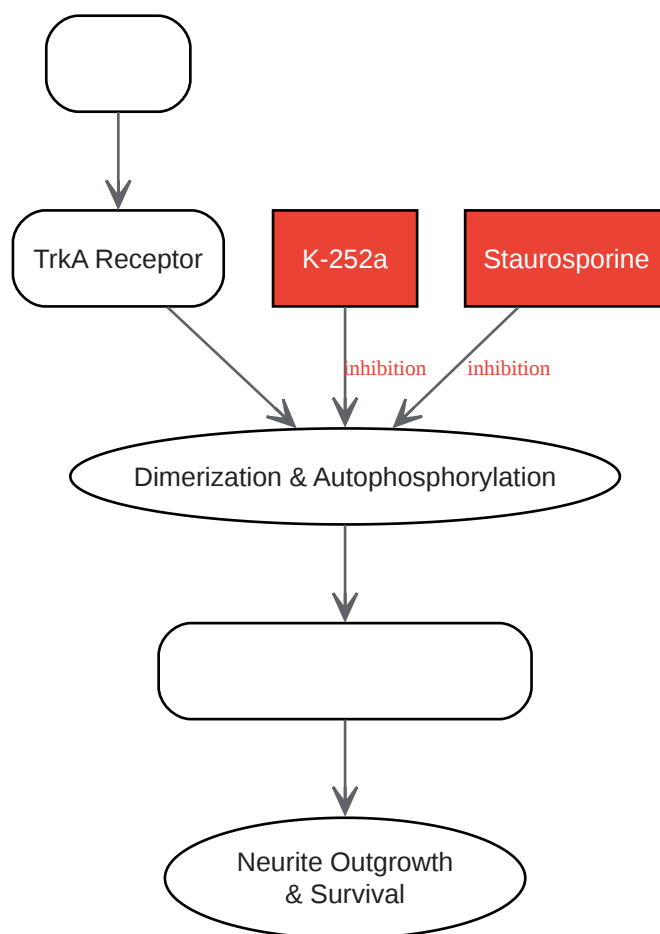 TrkA Receptor
K-252a
Staurosporine
inhibition
inhibition
Dimerization & Autophosphorylation
Neurite Outgrowth
& Survival